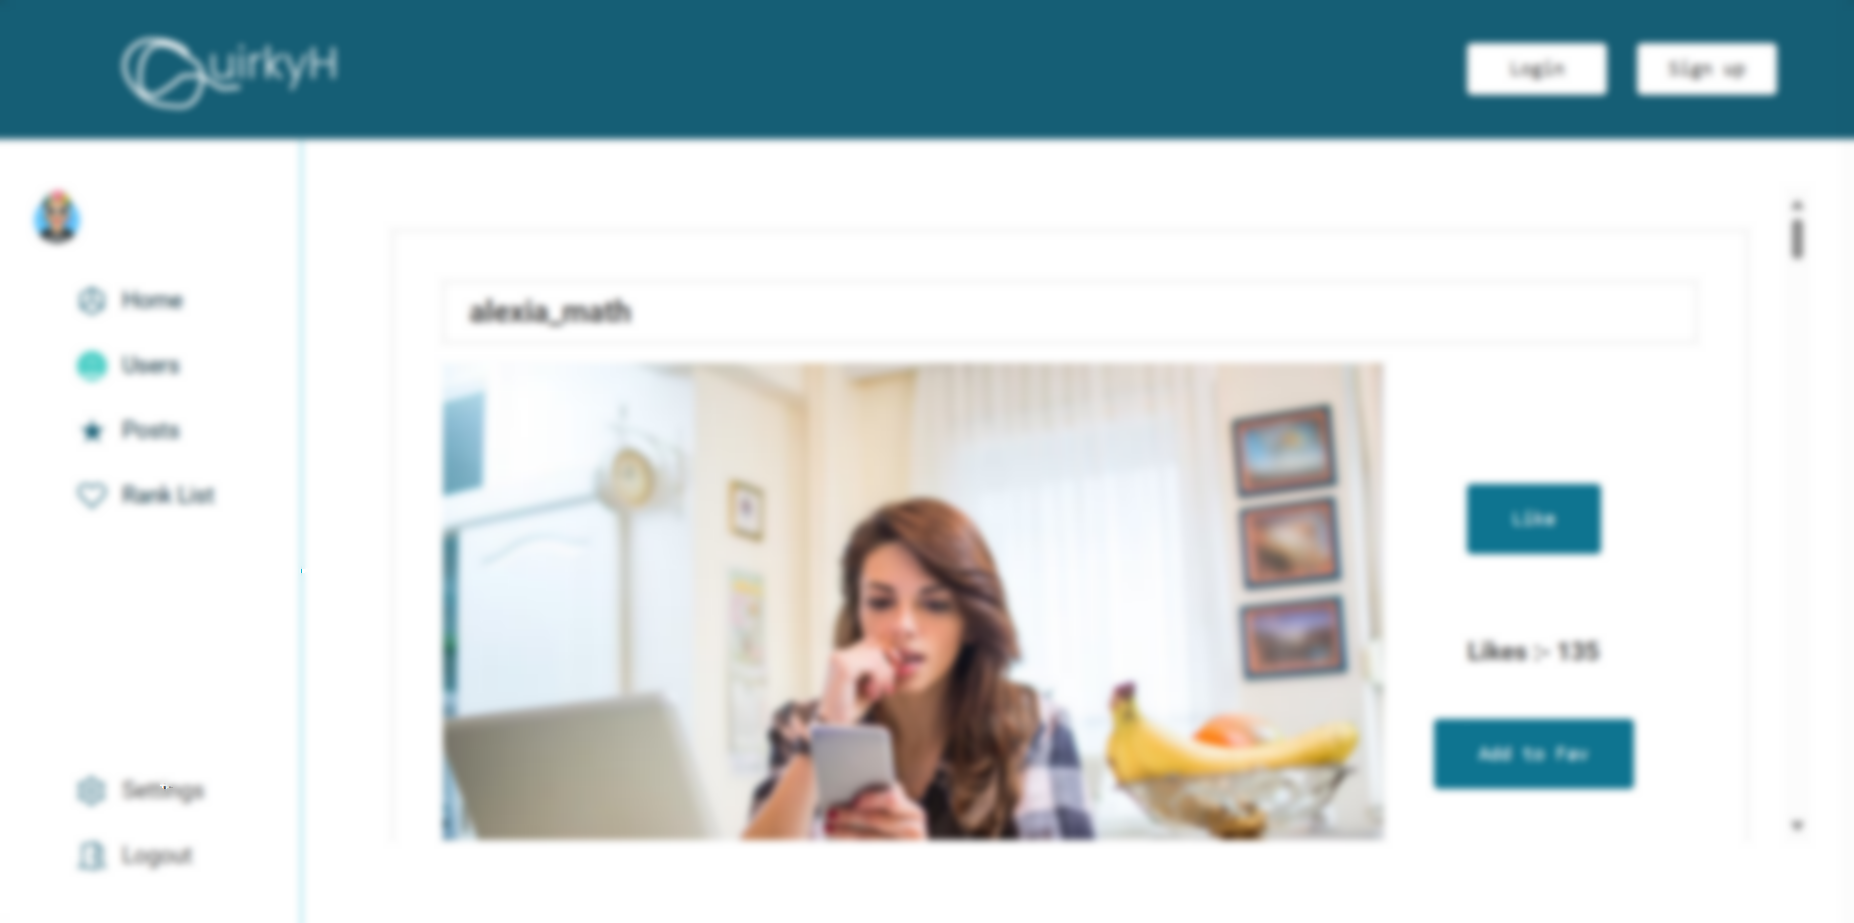 QuirkyH
Login
Sign up
Home
Users
Posts
Rank List
Settings
Logout
alexia_math
Like
Likes :- 135
Add to Fav